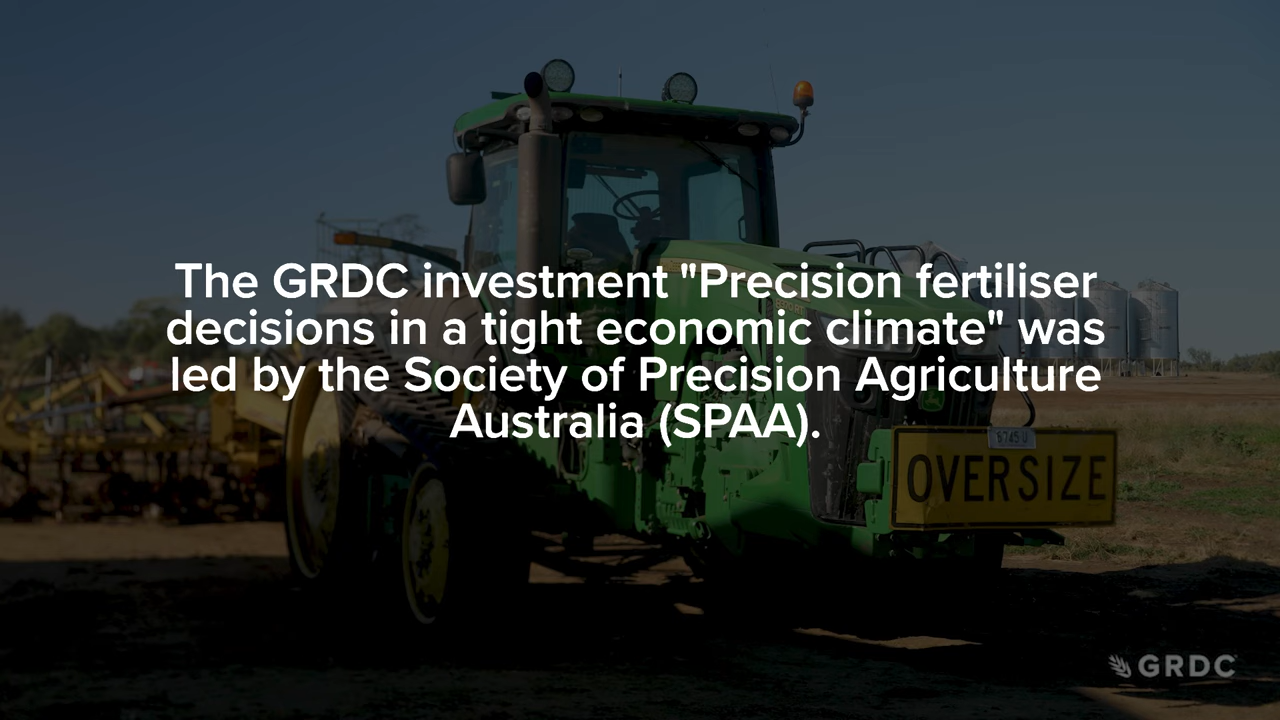 The GRDC investment "Precision fertiliser
decisions in a tight economic climate" was
led by the Society of Precision Agriculture
Australia (SPAA).
OVERSIZE
GRDC